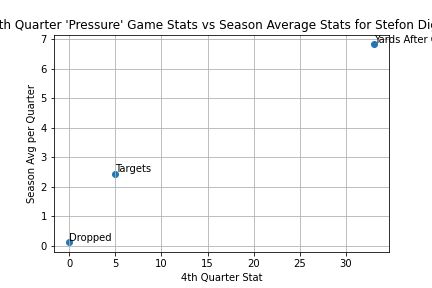 th Quarter 'Pressure' Game Stats vs Season Average Stats for Stefon Di
7
Yards After
6
5
4
3
Targets
2
1
Dropped
0
Season Avg per Quarter
0 5 10 15 20 25 30
4th Quarter Stat